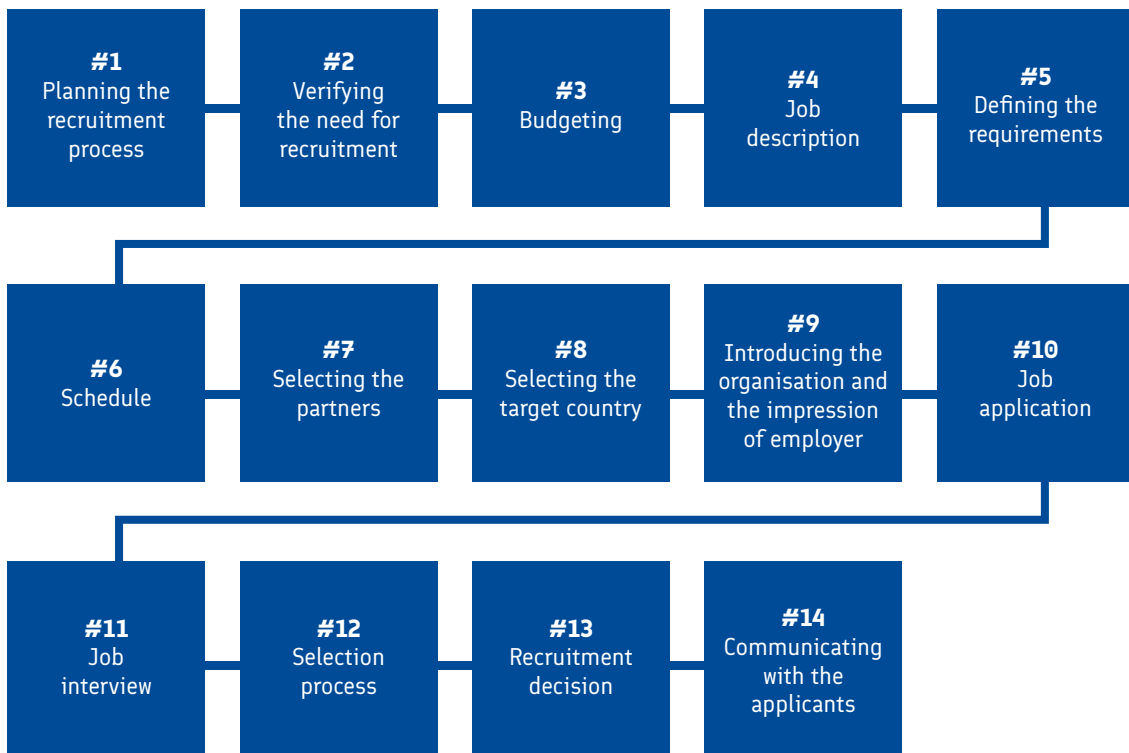 #1
Planning the
recruitment
process
#2
Verifying
the need for
recruitment
#3
Budgeting
#4
Job
description
#5
Defining the
requirements
#6
Schedule
#7
Selecting the
partners
#8
Selecting the
target country
#9
Introducing the
organisation and
the impression
of employer
#10
Job
application
#11
Job
interview
#12
Selection
process
#13
Recruitment
decision
#14
Communicating
with the
applicants